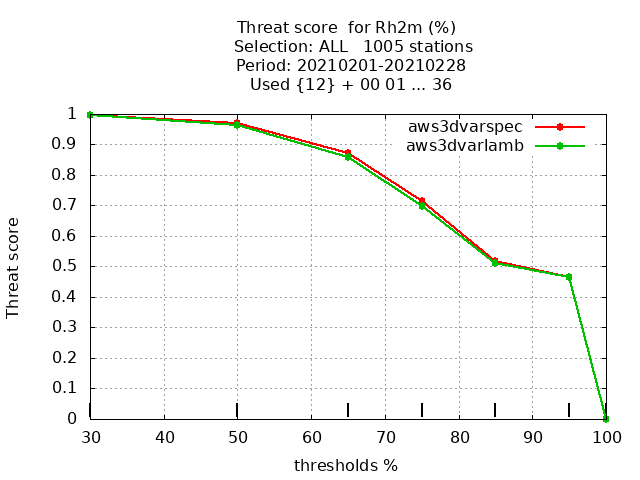 Threat score  for Rh2m (%)
Selection: ALL   1005 stations
Period: 20210201-20210228
Used {12} + 00 01 ... 36
aws3dvarspec
aws3dvarlamb
1
0.9
0.8
0.7
0.6
0.5
0.4
0.3
0.2
0.1
0
Threat score
30 40 50 60 70 80 90 100
thresholds %